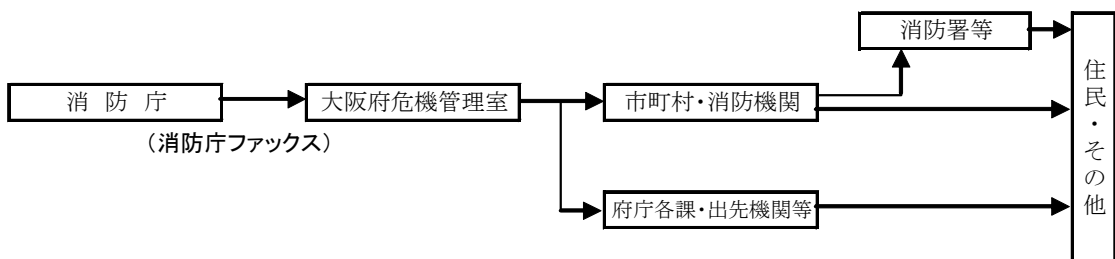 消防署等
消 防 庁
大阪府危機管理室
市町村・消防機関
(消防庁ファックス)
府庁各課・出先機関等
住民・その他